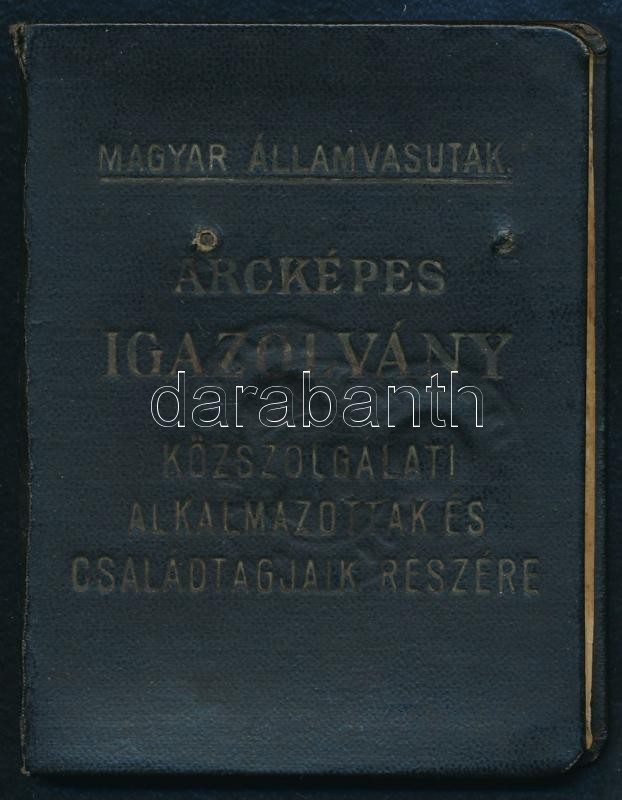 MAGYAR ÁLLAMVASUTAK.
ARCKÉPES
IGAZOLVÁNY
darabanth
KÖZSZOLGÁLATI
ALKALMAZOTTAK ÉS
CSALÁDTAGJAIK RÉSZÉRE